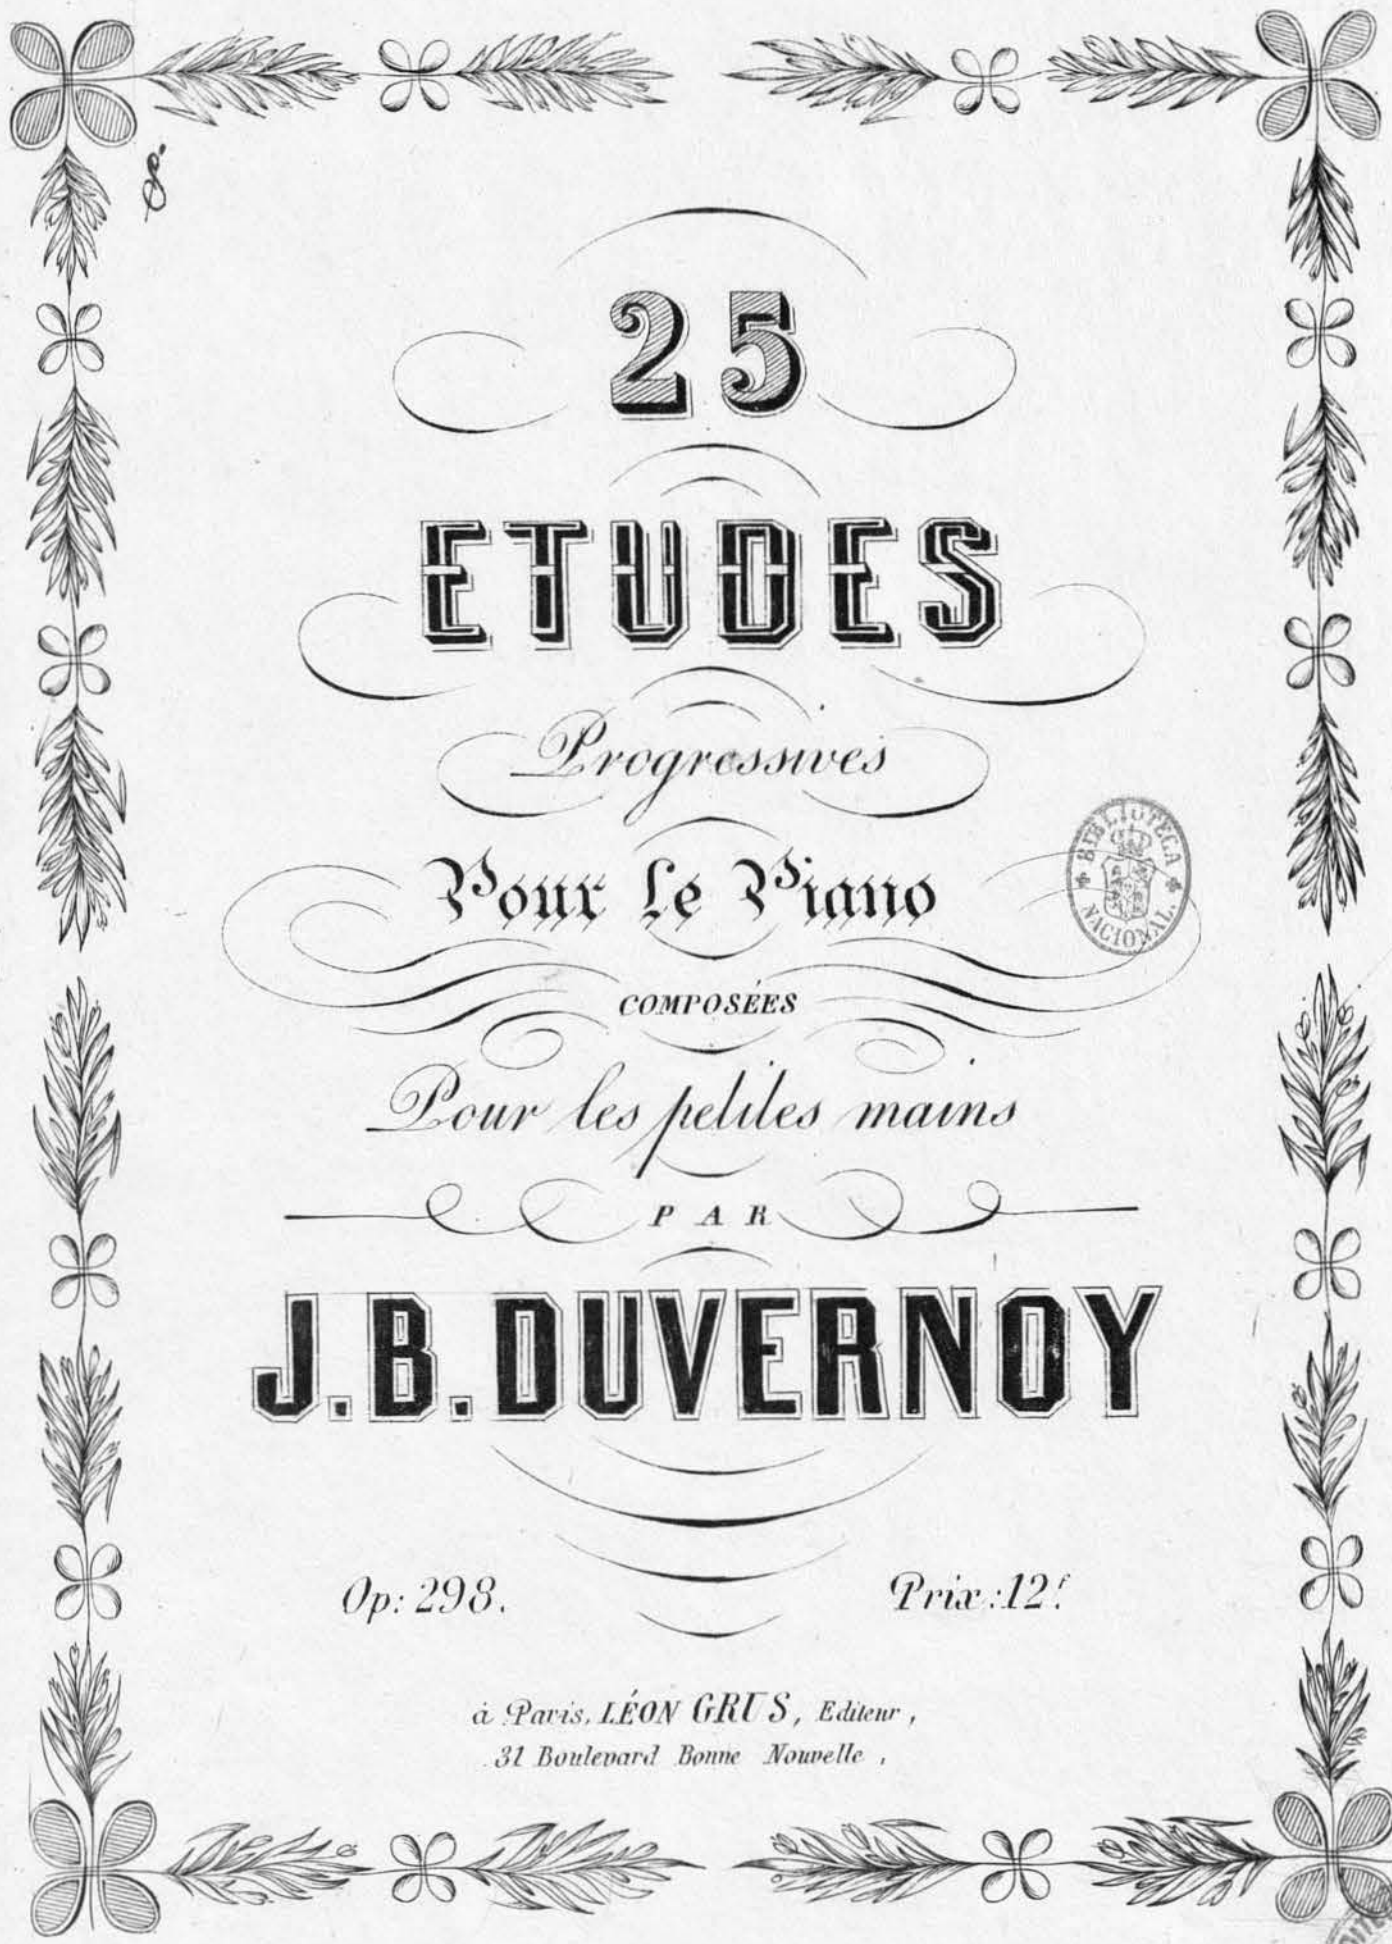 25
ETUDES
Progressives
Pour Le Piano
BIBLIOTECA
NACIONAL.
COMPOSÉES
Pour les petites mains
PAR
J.B. DUVERNOY
Op: 298.
Prix: 12f.
à Paris, LÉON GRUS, Editeur,
31 Boulevard Bonne Nouvelle,